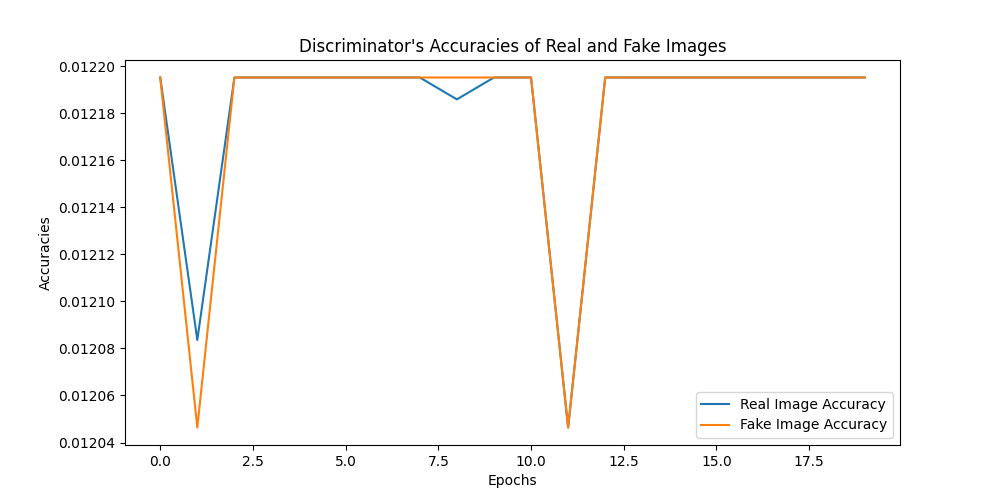 Discriminator's Accuracies of Real and Fake Images
Accuracies
0.01220
0.01218
0.01216
0.01214
0.01212
0.01210
0.01208
0.01206
0.01204
Real Image Accuracy
Fake Image Accuracy
0.0 2.5 5.0 7.5 10.0 12.5 15.0 17.5
Epochs